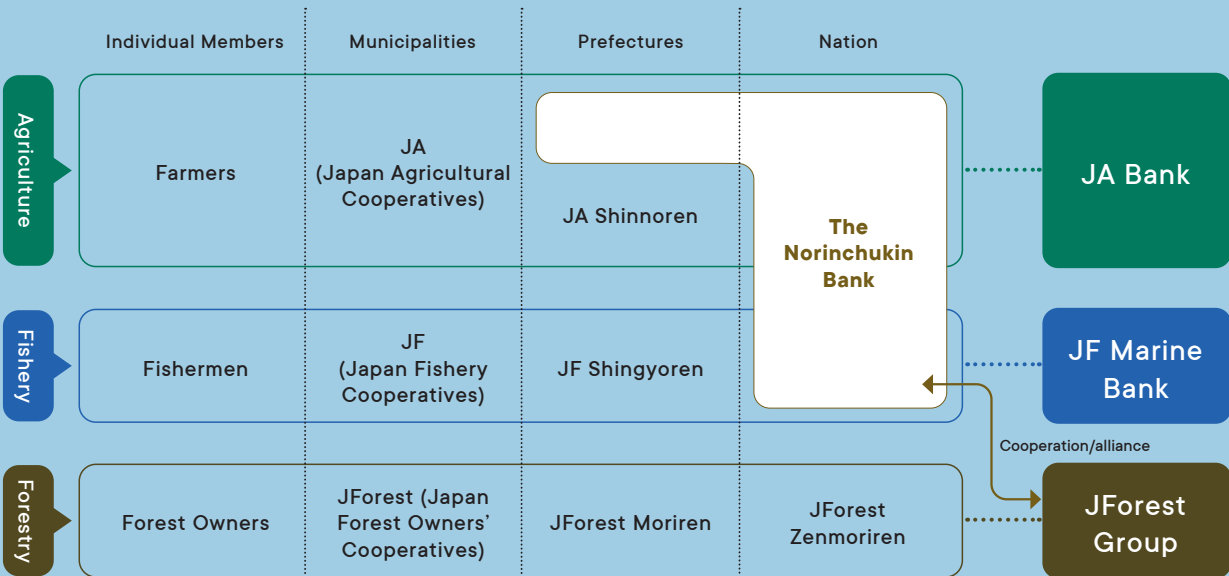 Individual Members
Municipalities
Prefectures
Nation
Agriculture
Farmers
JA
(Japan Agricultural
Cooperatives)
JA Shinnoren
The
Norinchukin
Bank
JA Bank
Fishery
Fishermen
JF
(Japan Fishery
Cooperatives)
JF Shingyoren
JF Marine
Bank
Cooperation/alliance
Forestry
Forest Owners
JForest (Japan
Forest Owners’
Cooperatives)
JForest Moriren
JForest
Zenmoriren
JForest
Group